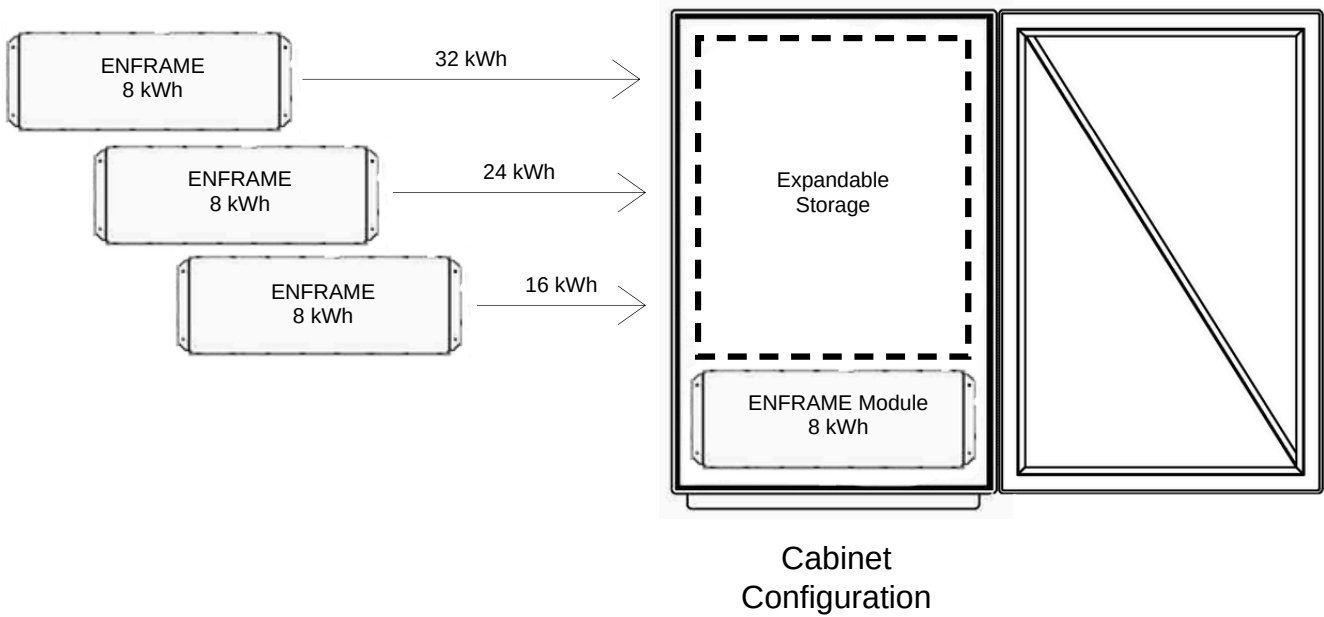 ENFRAME
8 kWh
32 kWh
ENFRAME
8 kWh
24 kWh
ENFRAME
8 kWh
16 kWh
Expandable
Storage
ENFRAME Module
8 kWh
Cabinet
Configuration